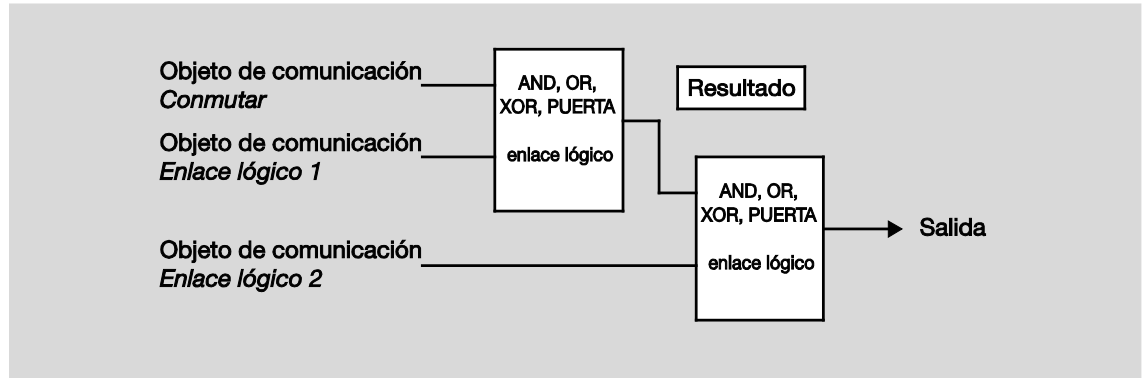 Objeto de comunicación
Conmutar
Objeto de comunicación
Enlace lógico 1
Objeto de comunicación
Enlace lógico 2
AND, OR,
XOR, PUERTA
enlace lógico
Resultado
AND, OR,
XOR, PUERTA
enlace lógico
Salida